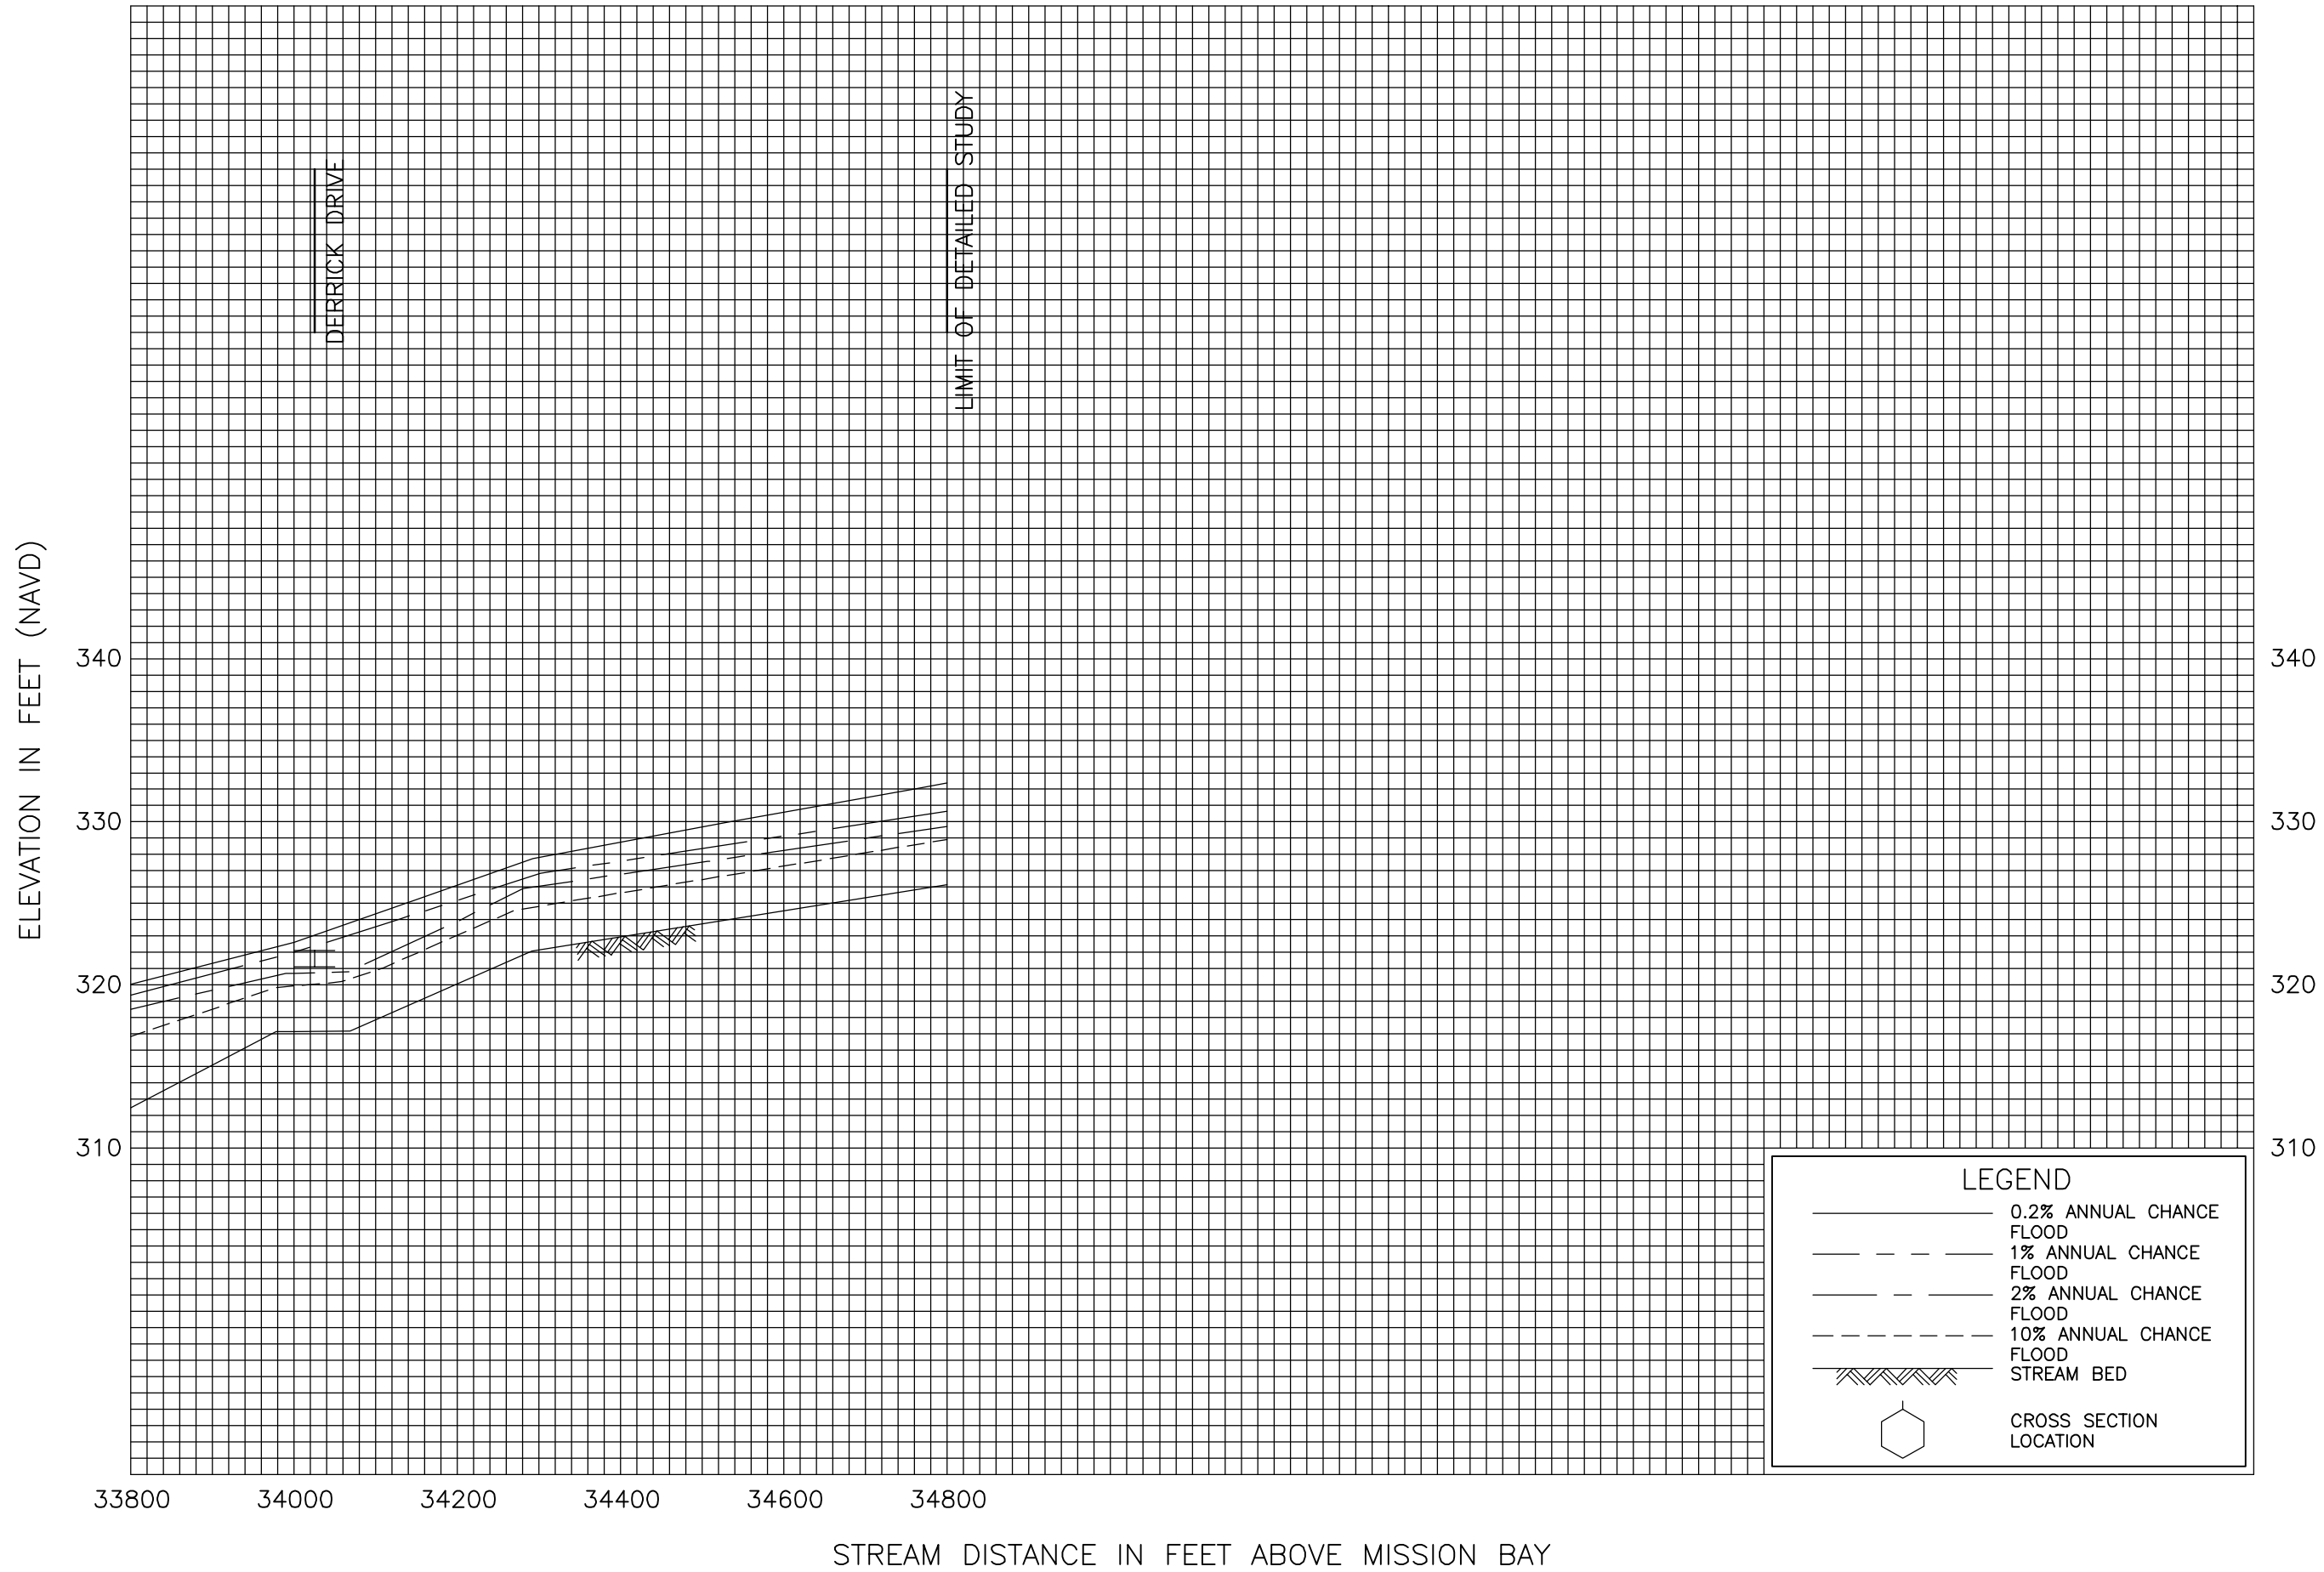 DERRICK DRIVE
LIMIT OF DETAILED STUDY
ELEVATION IN FEET (NAVD)
340
330
320
310
340
330
320
310
LEGEND
0.2% ANNUAL CHANCE
FLOOD
1% ANNUAL CHANCE
FLOOD
2% ANNUAL CHANCE
FLOOD
10% ANNUAL CHANCE
FLOOD
STREAM BED
CROSS SECTION
LOCATION
33800 34000 34200 34400 34600 34800
STREAM DISTANCE IN FEET ABOVE MISSION BAY